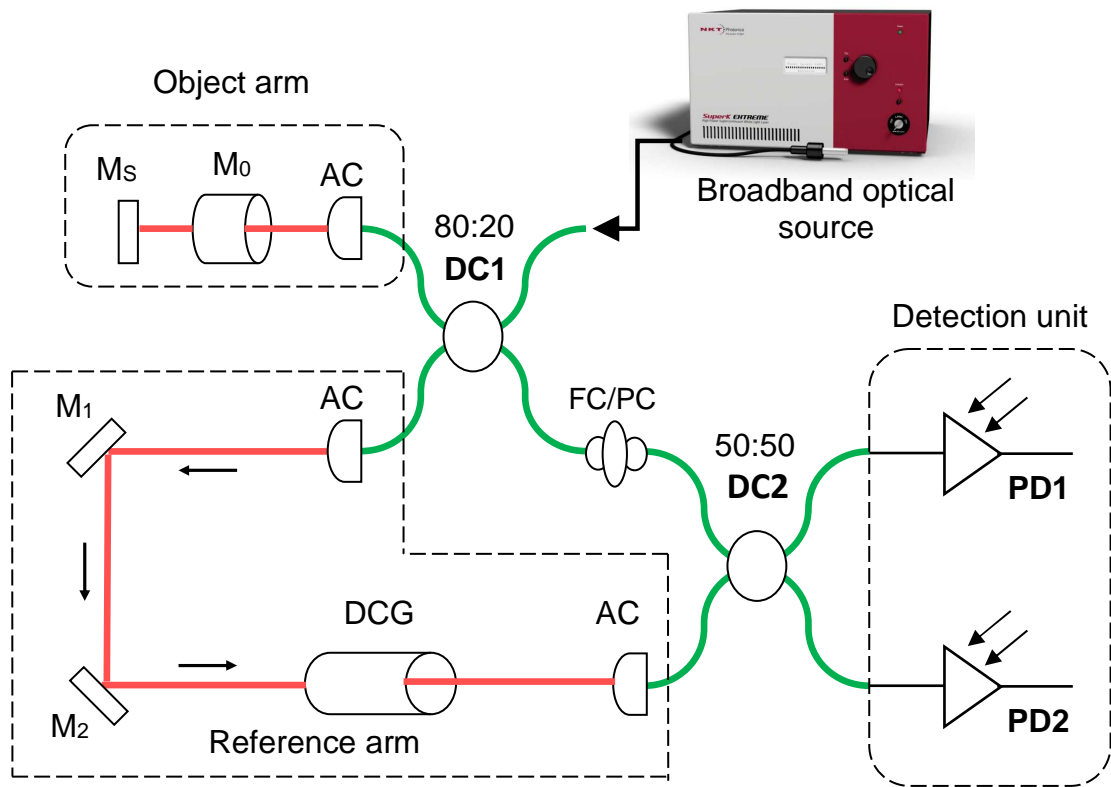 NKT Photonics
SuperK EXTREME
Object arm
MS
M0
AC
80:20
DC1
Broadband optical
source
Detection unit
M1
AC
FC/PC
50:50
DC2
PD1
DCG
AC
M2
Reference arm
PD2